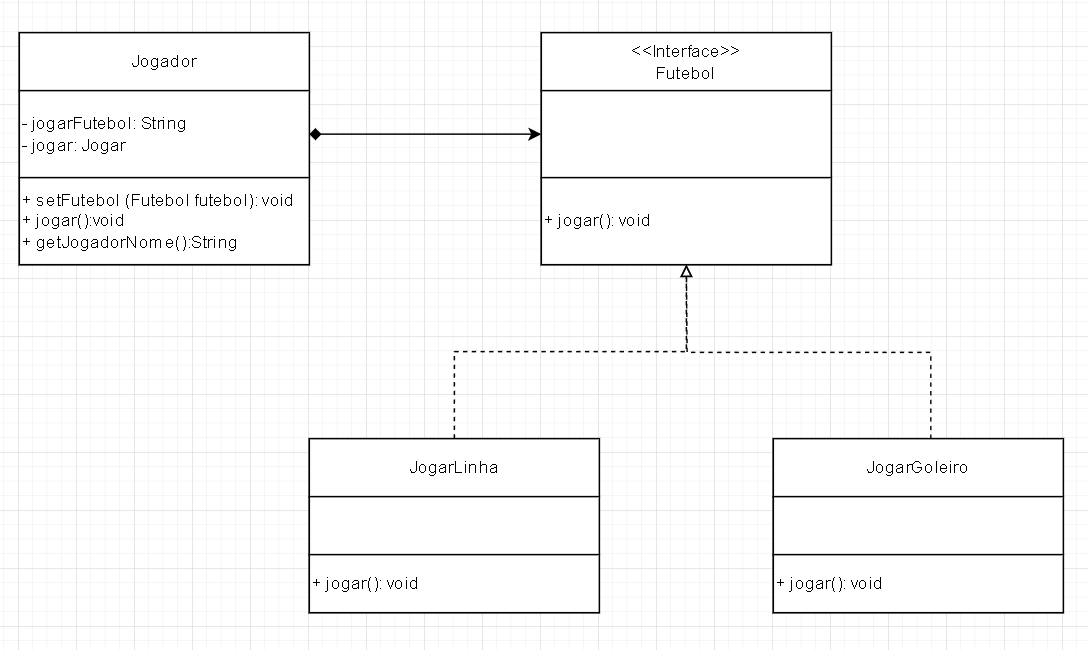 Jogador
- jogarFutebol: String
- jogar: Jogar
+ setFutebol (Futebol futebol): void
+ jogar():void
+ getJogadorNome():String
<<Interface>>
Futebol
+ jogar(): void
JogarLinha
+ jogar(): void
JogarGoleiro
+ jogar(): void